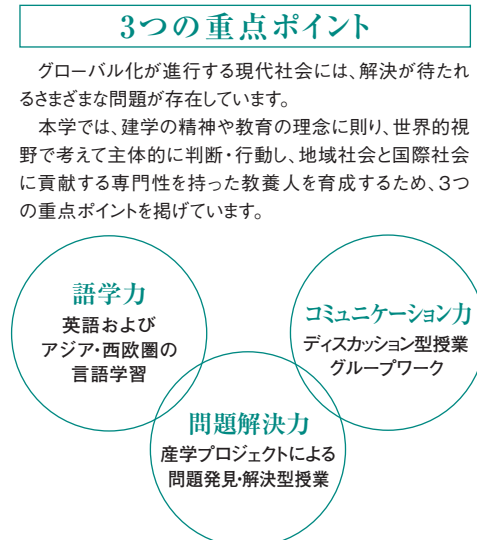 3つの重点ポイント
グローバル化が進行する現代社会には、解決が待たれ
るさまざまな問題が存在しています。
本学では、建学の精神や教育の理念に則り、世界的視
野で考えて主体的に判断・行動し、地域社会と国際社会
に貢献する専門性を持った教養人を育成するため、3つ
の重点ポイントを掲げています。
語学力
英語および
アジア・西欧圏の
言語学習
コミュニケーション力
ディスカッション型授業
グループワーク
問題解決力
産学プロジェクトによる
問題発見・解決型授業